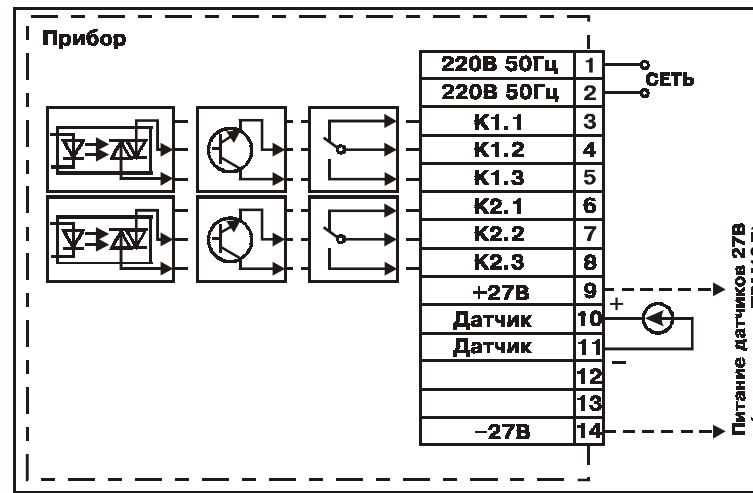 Прибор
220В 50Гц 1
220В 50Гц 2
СЕТЬ
К1.1 3
К1.2 4
К1.3 5
К2.1 6
К2.2 7
К2.3 8
+27В 9
+
Датчик 10
Датчик 11
−
12
13
−27В 14
Питание датчиков 27В